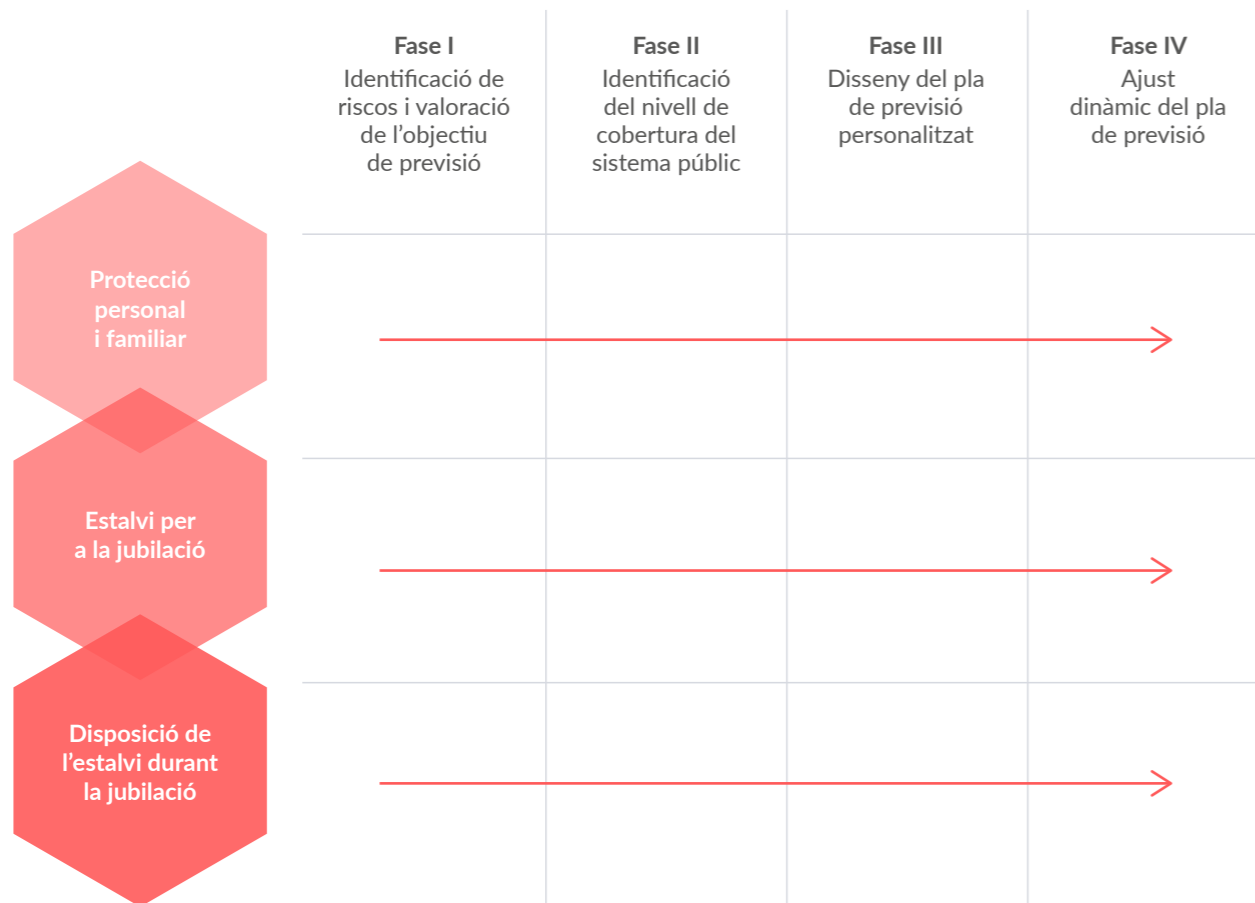 Fase I
Identificació de
riscos i valoració
de l’objectiu
de previsió
Fase II
Identificació
del nivell de
cobertura del
sistema públic
Fase III
Disseny del pla
de previsió
personalitzat
Fase IV
Ajust
dinàmic del pla
de previsió
Protecció
personal
i familiar
Estalvi per
a la jubilació
Disposició de
l’estalvi durant
la jubilació